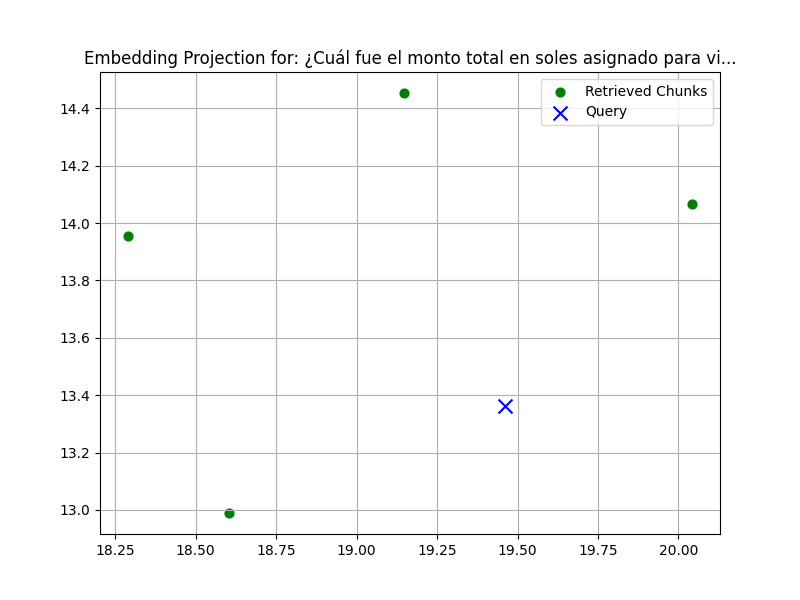 Embedding Projection for: ¿Cuál fue el monto total en soles asignado para vi...
Retrieved Chunks
Query
14.4
14.2
14.0
13.8
13.6
13.4
13.2
13.0
18.25 18.50 18.75 19.00 19.25 19.50 19.75 20.00